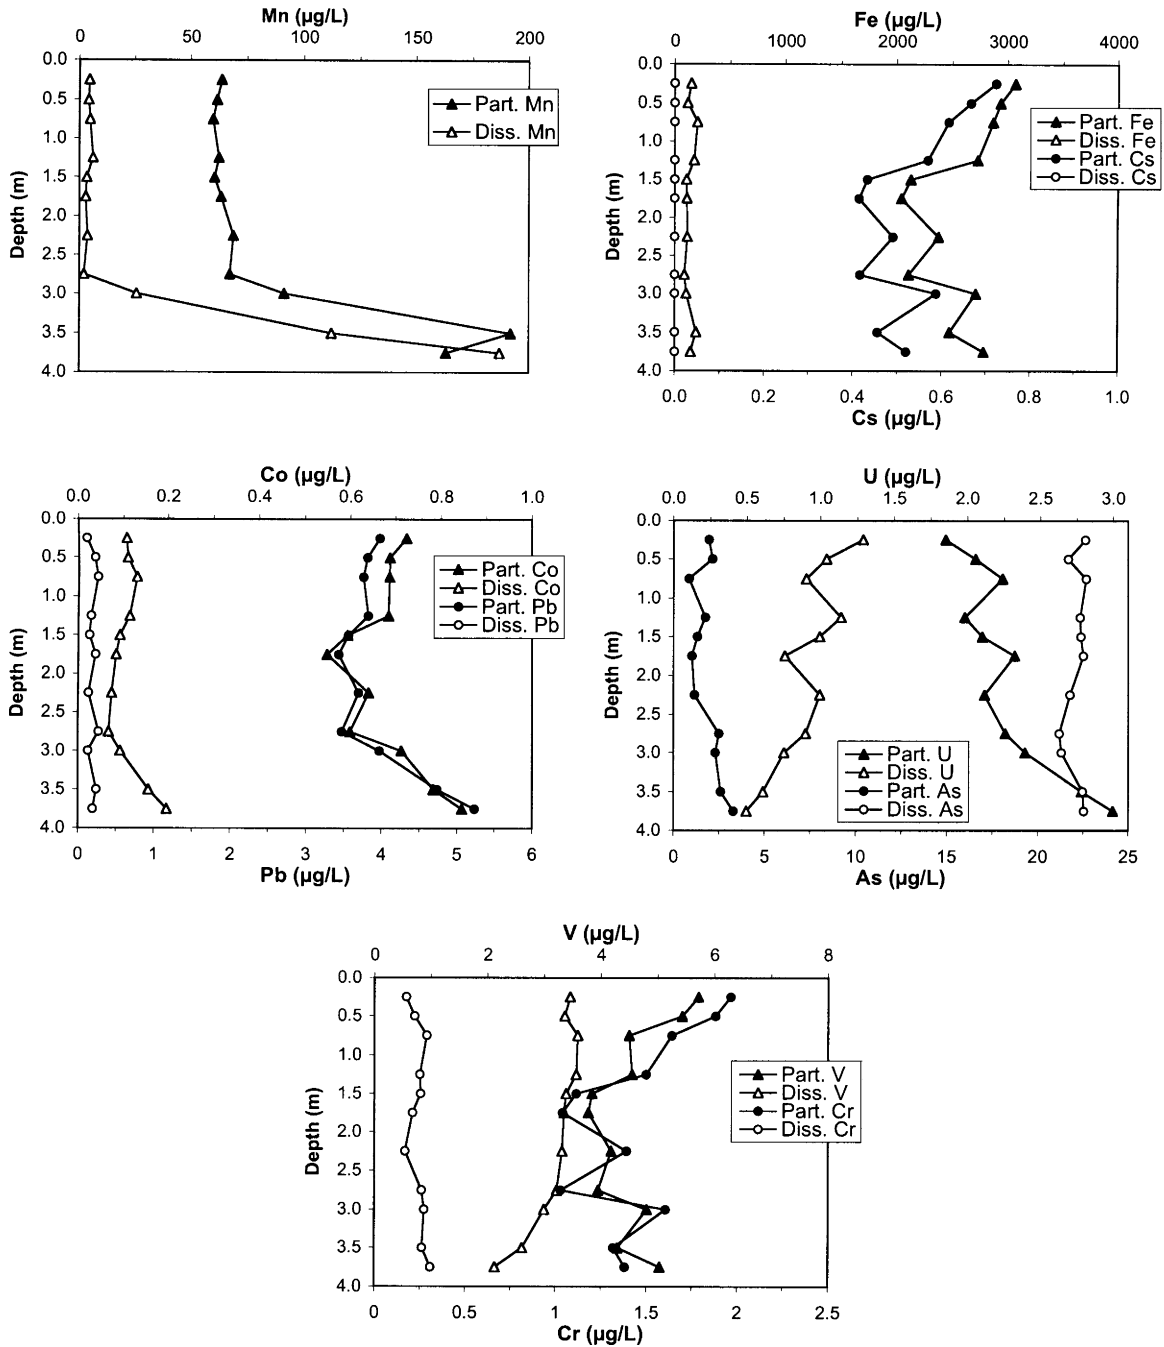 Mn (µg/L)
0 50 100 150 200
0.0
0.5
1.0
1.5
2.0
2.5
3.0
3.5
4.0
Depth (m)
Part. Mn
Diss. Mn
Fe (µg/L)
0 1000 2000 3000 4000
0.0
0.5
1.0
1.5
2.0
2.5
3.0
3.5
4.0
Depth (m)
Part. Fe
Diss. Fe
Part. Cs
Diss. Cs
0.0 0.2 0.4 0.6 0.8 1.0
Cs (µg/L)
Co (µg/L)
0.0 0.2 0.4 0.6 0.8 1.0
0.0
0.5
1.0
1.5
2.0
2.5
3.0
3.5
4.0
Depth (m)
Part. Co
Diss. Co
Part. Pb
Diss. Pb
0 1 2 3 4 5 6
Pb (µg/L)
U (µg/L)
0.0 0.5 1.0 1.5 2.0 2.5 3.0
0.0
0.5
1.0
1.5
2.0
2.5
3.0
3.5
4.0
Depth (m)
Part. U
Diss. U
Part. As
Diss. As
0 5 10 15 20 25
As (µg/L)
V (µg/L)
0 2 4 6 8
0.0
0.5
1.0
1.5
2.0
2.5
3.0
3.5
4.0
Depth (m)
Part. V
Diss. V
Part. Cr
Diss. Cr
0 0.5 1 1.5 2 2.5
Cr (µg/L)